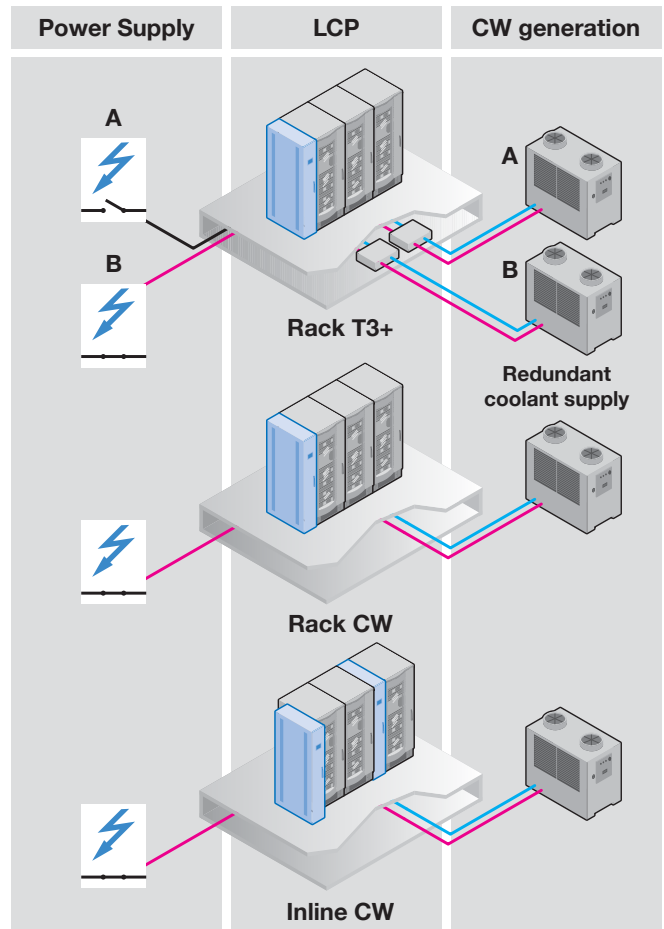 Power Supply
LCP
CW generation
A
A
B
B
Rack T3+
Redundant
coolant supply
Rack CW
Inline CW